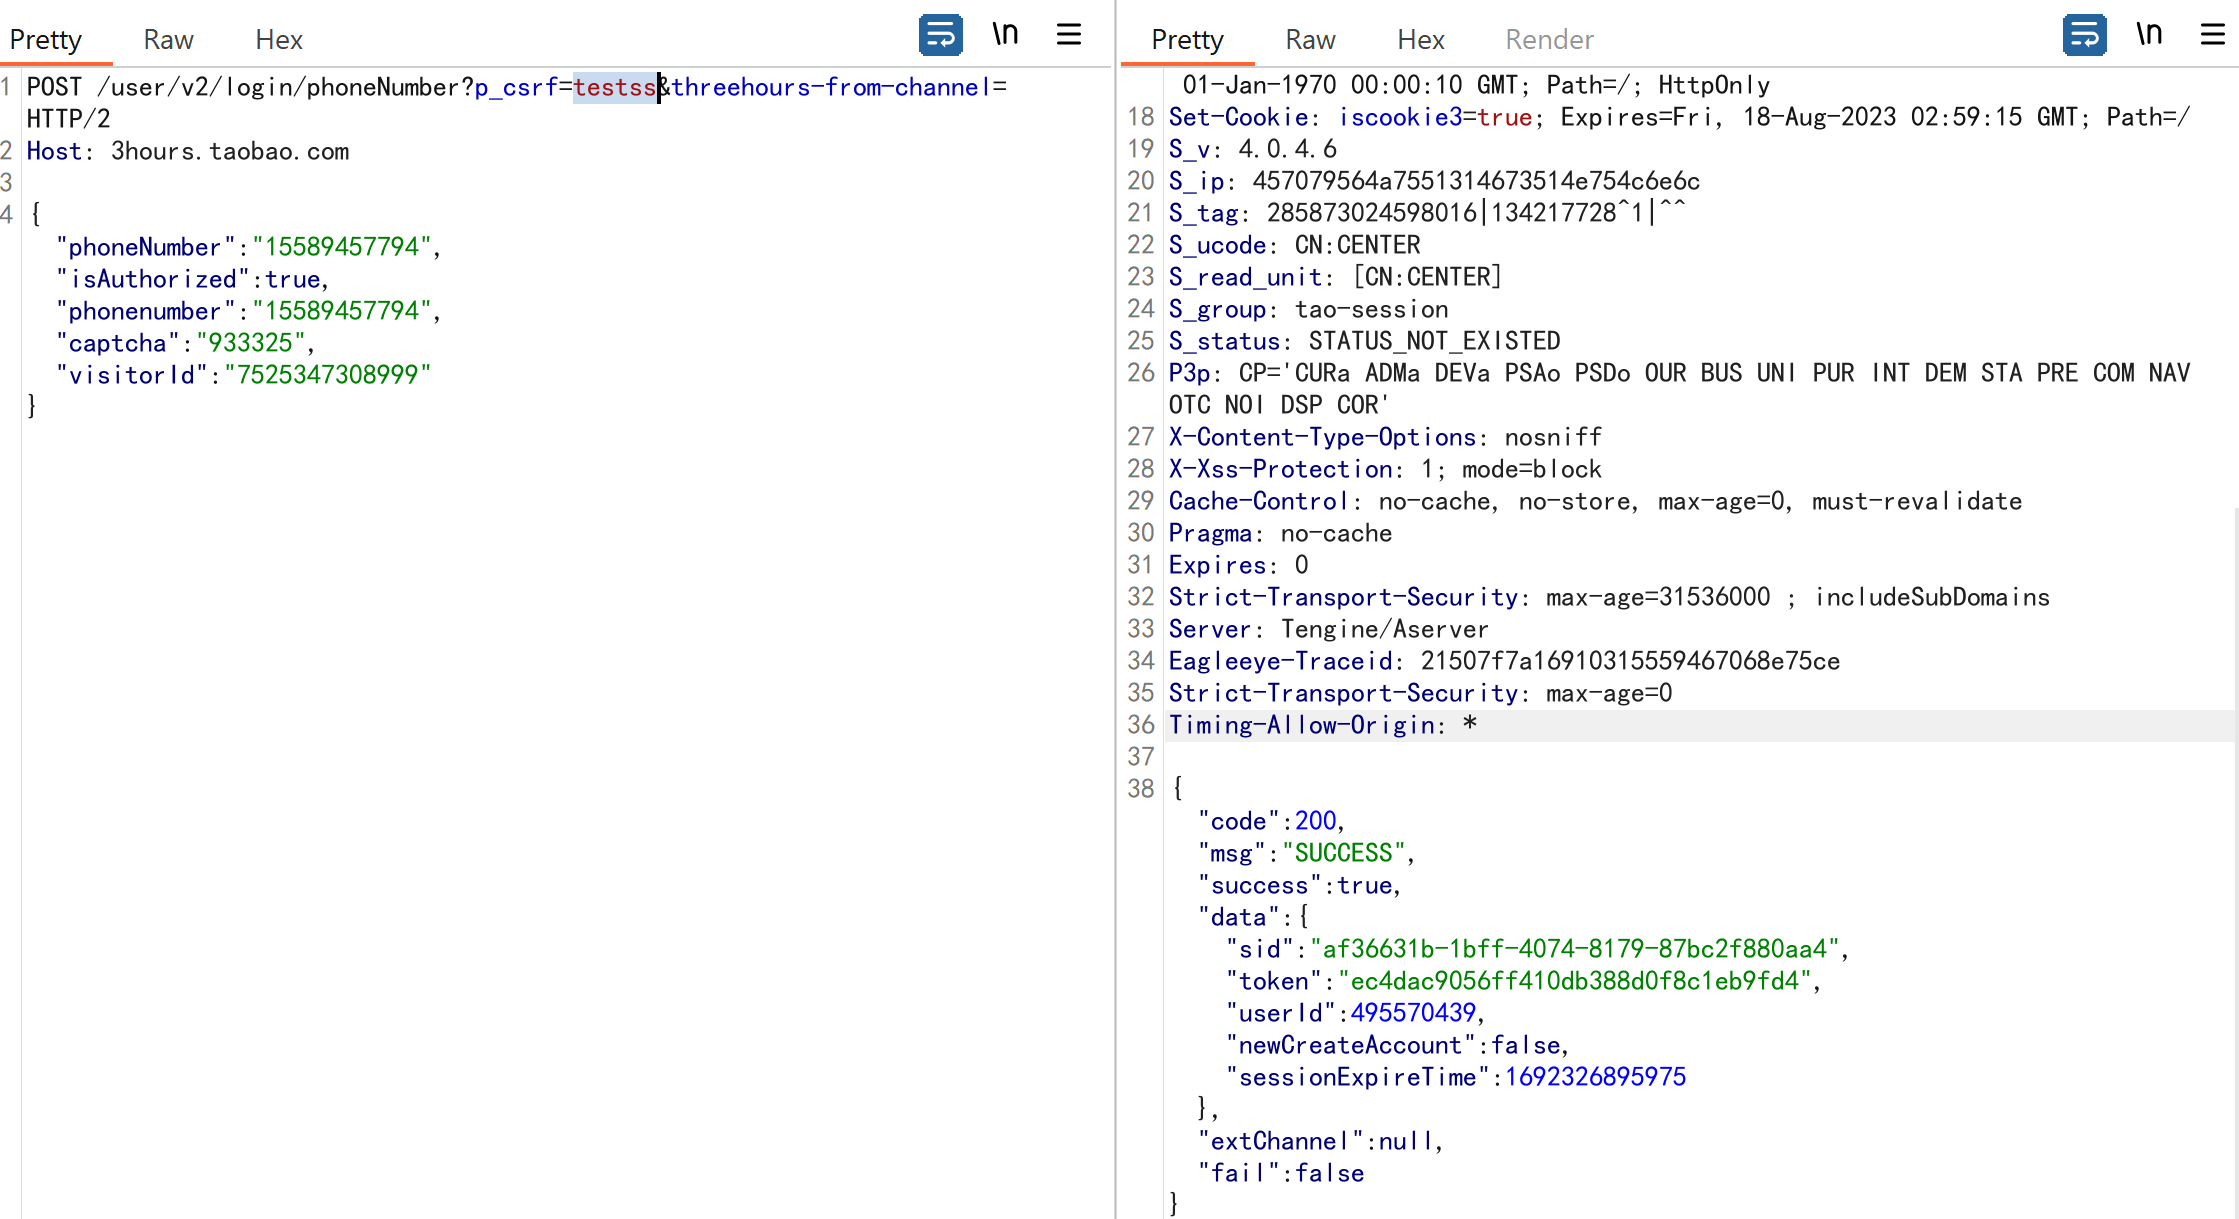 Pretty Raw Hex \n
1 POST /user/v2/login/phoneNumber?p_csrf=testss&threehours-from-channel=
HTTP/2
2 Host: 3hours.taobao.com
3
4 {
"phoneNumber":"15589457794",
"isAuthorized":true,
"phonenumber":"15589457794",
"captcha":"933325",
"visitorId":"7525347308999"
}
Pretty Raw Hex Render \n
01-Jan-1970 00:00:10 GMT; Path=/; HttpOnly
18 Set-Cookie: iscookie3=true; Expires=Fri, 18-Aug-2023 02:59:15 GMT; Path=/
19 S_v: 4.0.4.6
20 S_ip: 457079564a7551314673514e754c6e6c
21 S_tag: 285873024598016|134217728^1|^^
22 S_ucode: CN:CENTER
23 S_read_unit: [CN:CENTER]
24 S_group: tao-session
25 S_status: STATUS_NOT_EXISTED
26 P3p: CP='CURa ADMa DEVa PSAo PSDo OUR BUS UNI PUR INT DEM STA PRE COM NAV
OTC NOI DSP COR'
27 X-Content-Type-Options: nosniff
28 X-Xss-Protection: 1; mode=block
29 Cache-Control: no-cache, no-store, max-age=0, must-revalidate
30 Pragma: no-cache
31 Expires: 0
32 Strict-Transport-Security: max-age=31536000 ; includeSubDomains
33 Server: Tengine/Aserver
34 Eagleeye-Traceid: 21507f7a16910315559467068e75ce
35 Strict-Transport-Security: max-age=0
36 Timing-Allow-Origin: *
37
38 {
"code":200,
"msg":"SUCCESS",
"success":true,
"data":{
"sid":"af36631b-1bff-4074-8179-87bc2f880aa4",
"token":"ec4dac9056ff410db388d0f8c1eb9fd4",
"userId":495570439,
"newCreateAccount":false,
"sessionExpireTime":1692326895975
},
"extChannel":null,
"fail":false
}